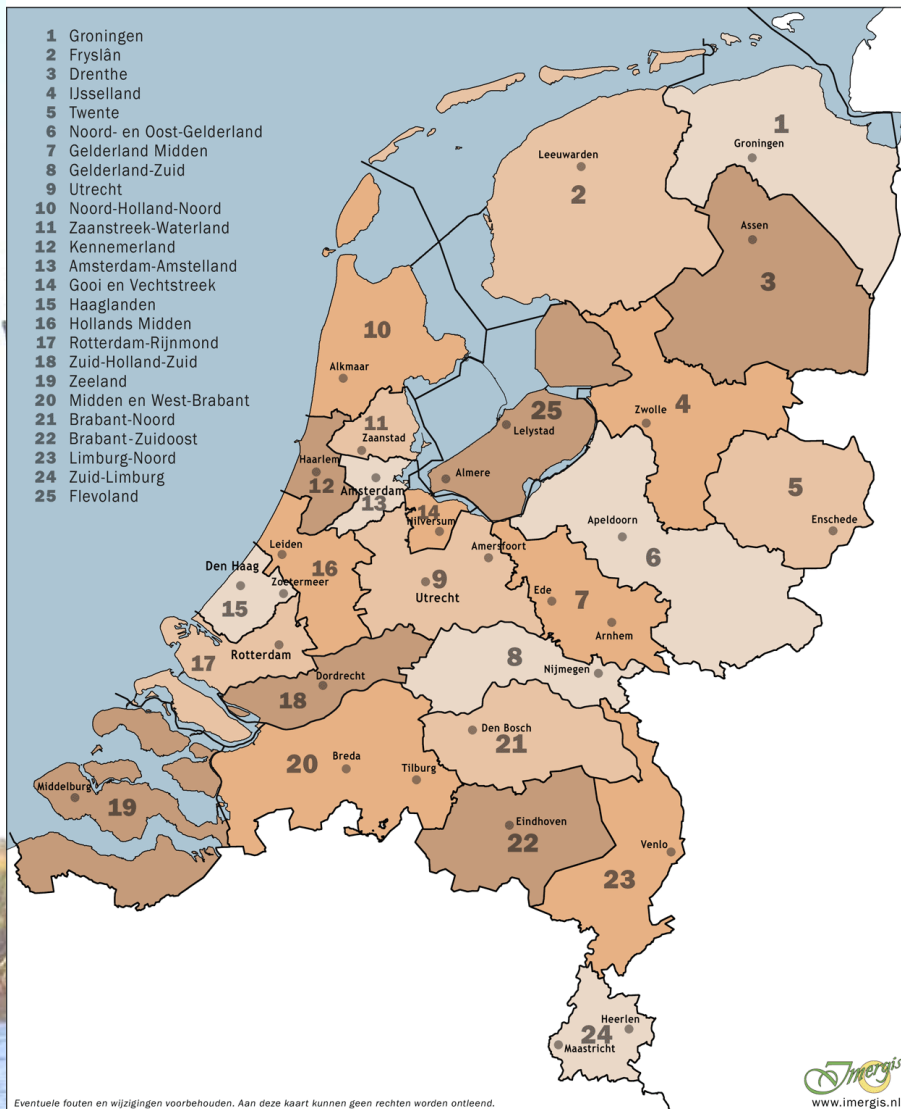 1 Groningen
2 Fryslân
3 Drenthe
4 IJsselland
5 Twente
6 Noord- en Oost-Gelderland
7 Gelderland Midden
8 Gelderland-Zuid
9 Utrecht
10 Noord-Holland-Noord
11 Zaanstreek-Waterland
12 Kennemerland
13 Amsterdam-Amstelland
14 Gooi en Vechtstreek
15 Haaglanden
16 Hollands Midden
17 Rotterdam-Rijnmond
18 Zuid-Holland-Zuid
19 Zeeland
20 Midden en West-Brabant
21 Brabant-Noord
22 Brabant-Zuidoost
23 Limburg-Noord
24 Zuid-Limburg
25 Flevoland
1
Groningen
Leeuwarden
2
Assen
3
10
Alkmaar
25
Lelystad
4
Zwolle
11
Zaanstad
Haarlem
12
Amsterdam
13
Almere
14
Hilversum
5
Enschede
Apeldoorn
6
Leiden
16
Amersfoort
9
Utrecht
Den Haag
Zoetermeer
15
Ede
7
Arnhem
Rotterdam
17
8
Nijmegen
Dordrecht
18
Den Bosch
21
20
Breda
Tilburg
Middelburg
19
Eindhoven
22
Venlo
23
Heerlen
24
Maastricht
Imergis
www.imergis.nl
Eventuele fouten en wijzigingen voorbehouden. Aan deze kaart kunnen geen rechten worden ontleend.